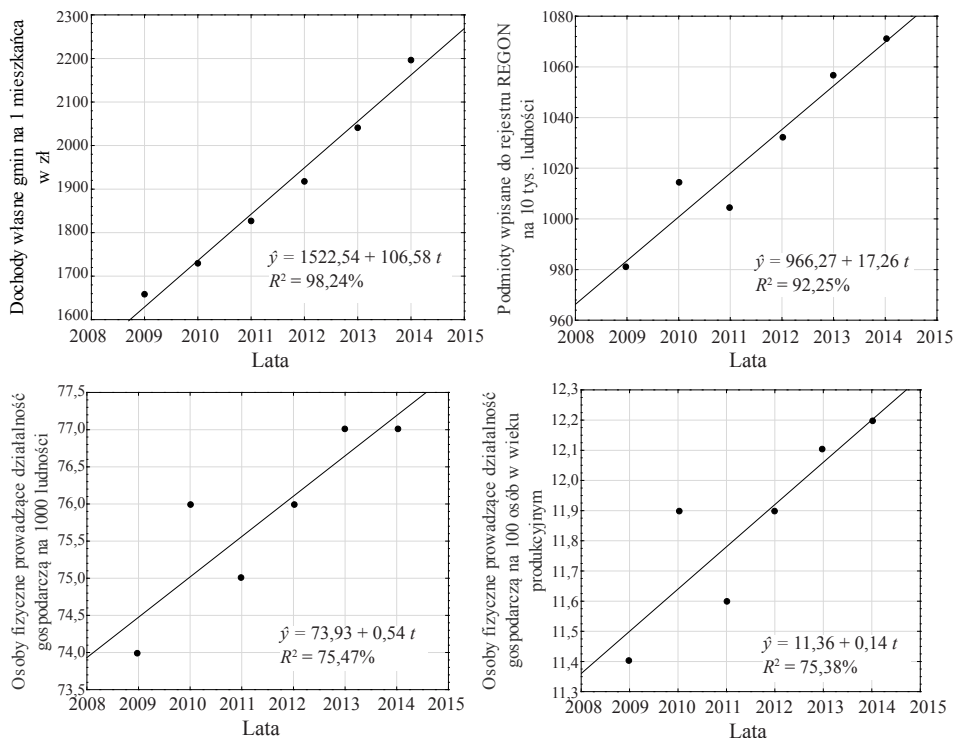 Dochody własne gmin na 1 mieszkańca
w zł
2300
2200
2100
2000
1900
1800
1700
1600
ŷ = 1522,54 + 106,58 t
R² = 98,24%
2008 2009 2010 2011 2012 2013 2014 2015
Lata
Podmioty wpisane do rejestru REGON
na 10 tys. ludności
1080
1060
1040
1020
1000
980
960
ŷ = 966,27 + 17,26 t
R² = 92,25%
2008 2009 2010 2011 2012 2013 2014 2015
Lata
Osoby fizyczne prowadzące działalność
gospodarczą na 1000 ludności
77,5
77,0
76,5
76,0
75,5
75,0
74,5
74,0
73,5
ŷ = 73,93 + 0,54 t
R² = 75,47%
2008 2009 2010 2011 2012 2013 2014 2015
Lata
Osoby fizyczne prowadzące działalność
gospodarczą na 100 osób w wieku
produkcyjnym
12,3
12,2
12,1
12,0
11,9
11,8
11,7
11,6
11,5
11,4
11,3
ŷ = 11,36 + 0,14 t
R² = 75,38%
2008 2009 2010 2011 2012 2013 2014 2015
Lata